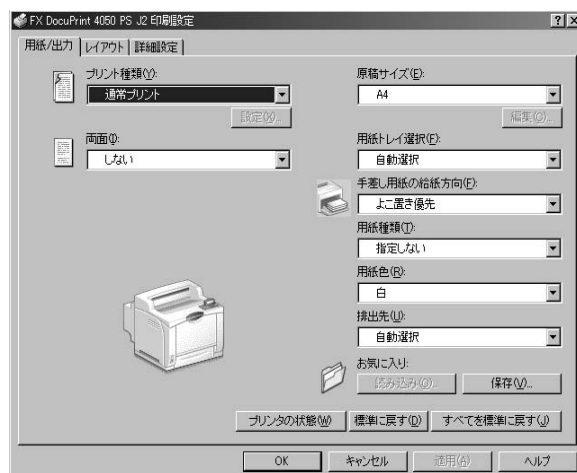 FX DocuPrint 4050 PS J2 印刷設定
用紙/出力 レイアウト 詳細設定
プリント種類(Y):
通常プリント
設定(X)...
両面(I):
しない
原稿サイズ(E):
A4
編集(Q)...
用紙トレイ選択(F):
自動選択
手差し用紙の給紙方向(F):
よこ置き優先
用紙種類(T):
指定しない
用紙色(R):
白
排出先(U):
自動選択
お気に入り:
読み込み(O)... 保存(V)...
プリンタの状態(W) 標準に戻す(D) すべてを標準に戻す(J)
OK キャンセル 適用(A) ヘルプ